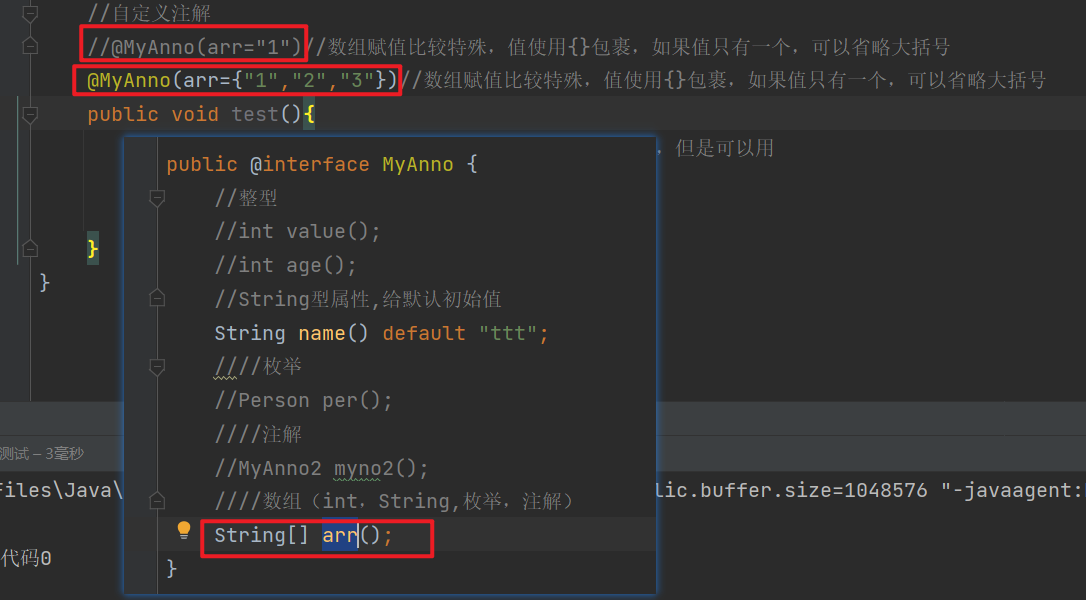 //自定义注解
//@MyAnno(arr="1")//数组赋值比较特殊，值使用{}包裹，如果值只有一个，可以省略大括号
@MyAnno(arr={"1","2","3"})//数组赋值比较特殊，值使用{}包裹，如果值只有一个，可以省略大括号
public void test(){
，但是可以用
}
}
public @interface MyAnno {
//整型
//int value();
//int age();
//String型属性,给默认初始值
String name() default "ttt";
////枚举
//Person per();
////注解
//MyAnno2 myno2();
////数组（int，String,枚举，注解）
String[] arr();
}
测试 – 3毫秒
Files\Java\
lic.buffer.size=1048576 "-javaagent:
代码0